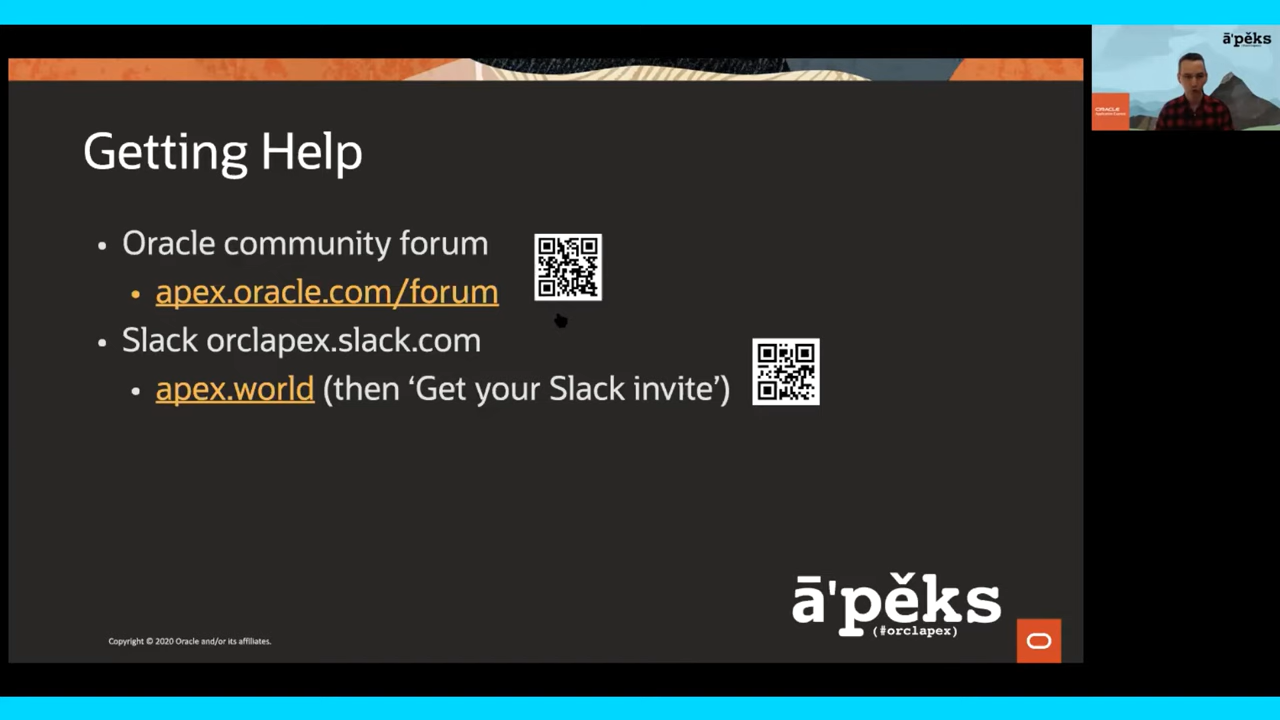 ā'pěks
ORACLE
Getting Help
• Oracle community forum
• apex.oracle.com/forum
• Slack orclapex.slack.com
• apex.world (then ‘Get your Slack invite’)
ā'pěks
(#orclapex)
Copyright © 2020 Oracle and/or its affiliates.